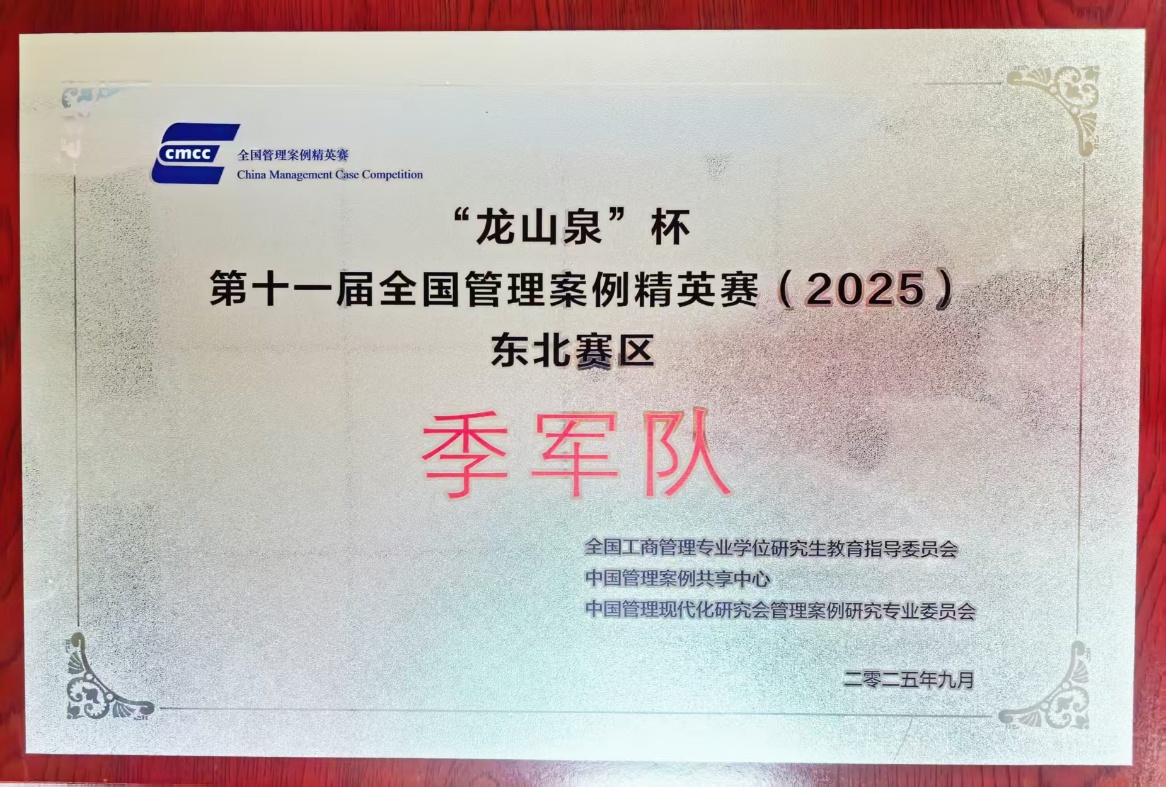 cmcc
全国管理案例精英赛
China Management Case Competition
“龙山泉”杯
第十一届全国管理案例精英赛（2025）
东北赛区
季军队
全国工商管理专业学位研究生教育指导委员会
中国管理案例共享中心
中国管理现代化研究会管理案例研究专业委员会
二零二五年九月